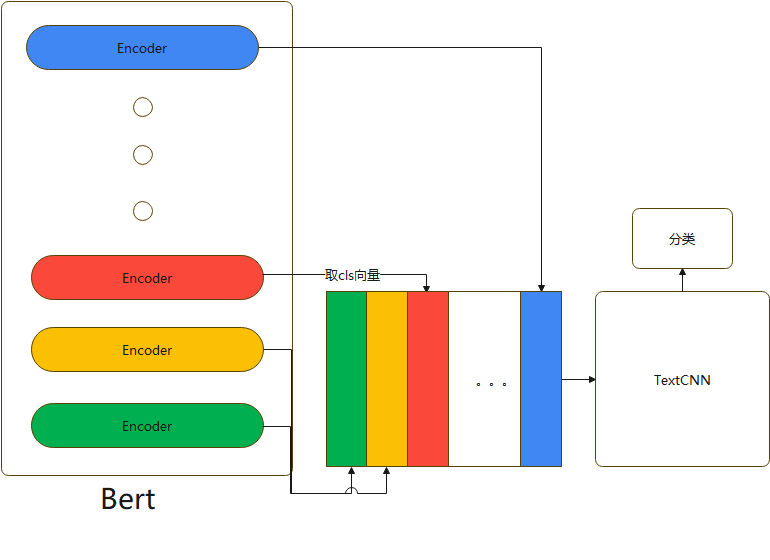 Encoder
Encoder
取cls向量
Encoder
Encoder
Bert
。。。
TextCNN
分类